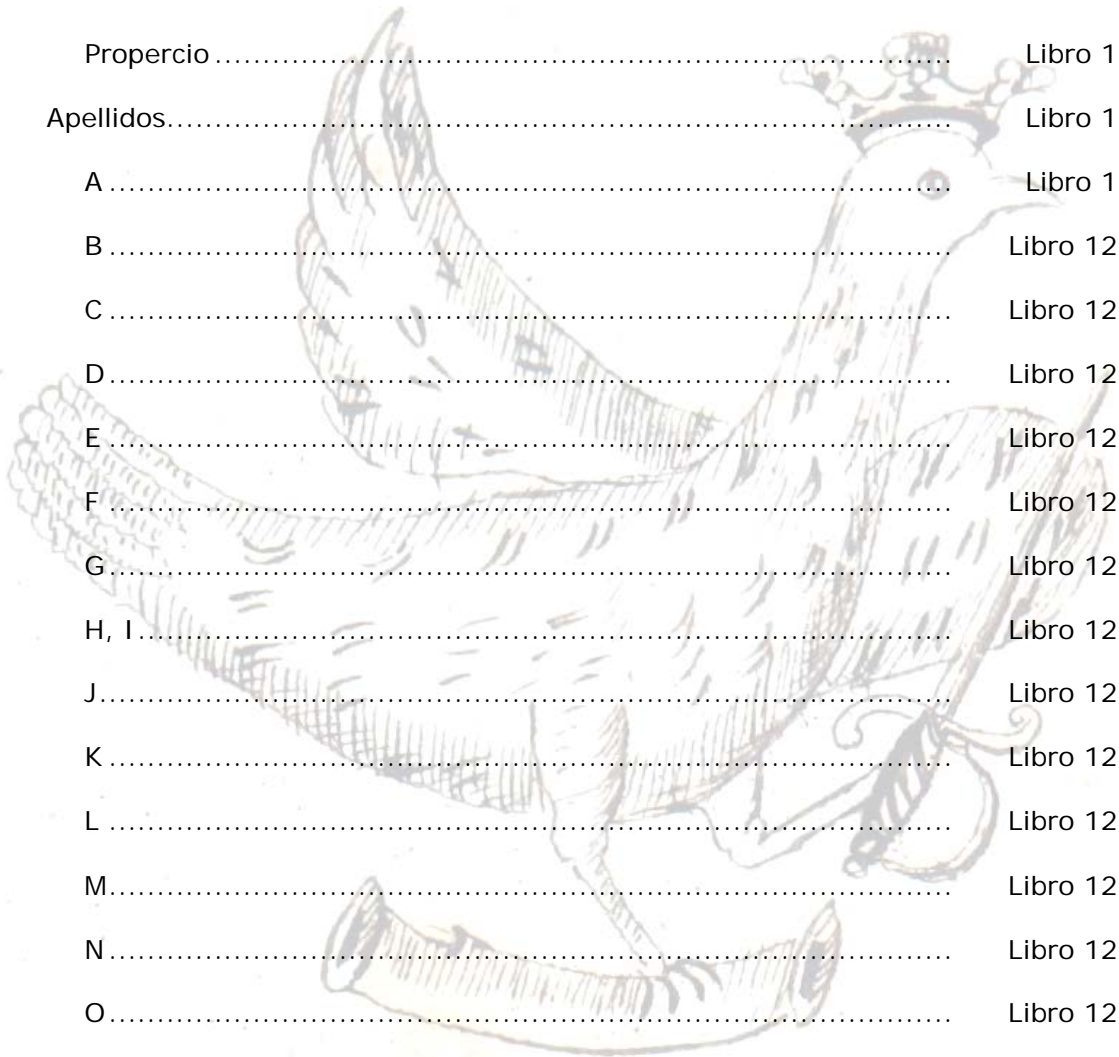 Propercio ........................................................................ Libro 1
Apellidos........................................................................ Libro 1
A ........................................................................ Libro 1
B ........................................................................ Libro 12
C ........................................................................ Libro 12
D ........................................................................ Libro 12
E ........................................................................ Libro 12
F ........................................................................ Libro 12
G ........................................................................ Libro 12
H, I ........................................................................ Libro 12
J ........................................................................ Libro 12
K ........................................................................ Libro 12
L ........................................................................ Libro 12
M ........................................................................ Libro 12
N ........................................................................ Libro 12
O ........................................................................ Libro 12